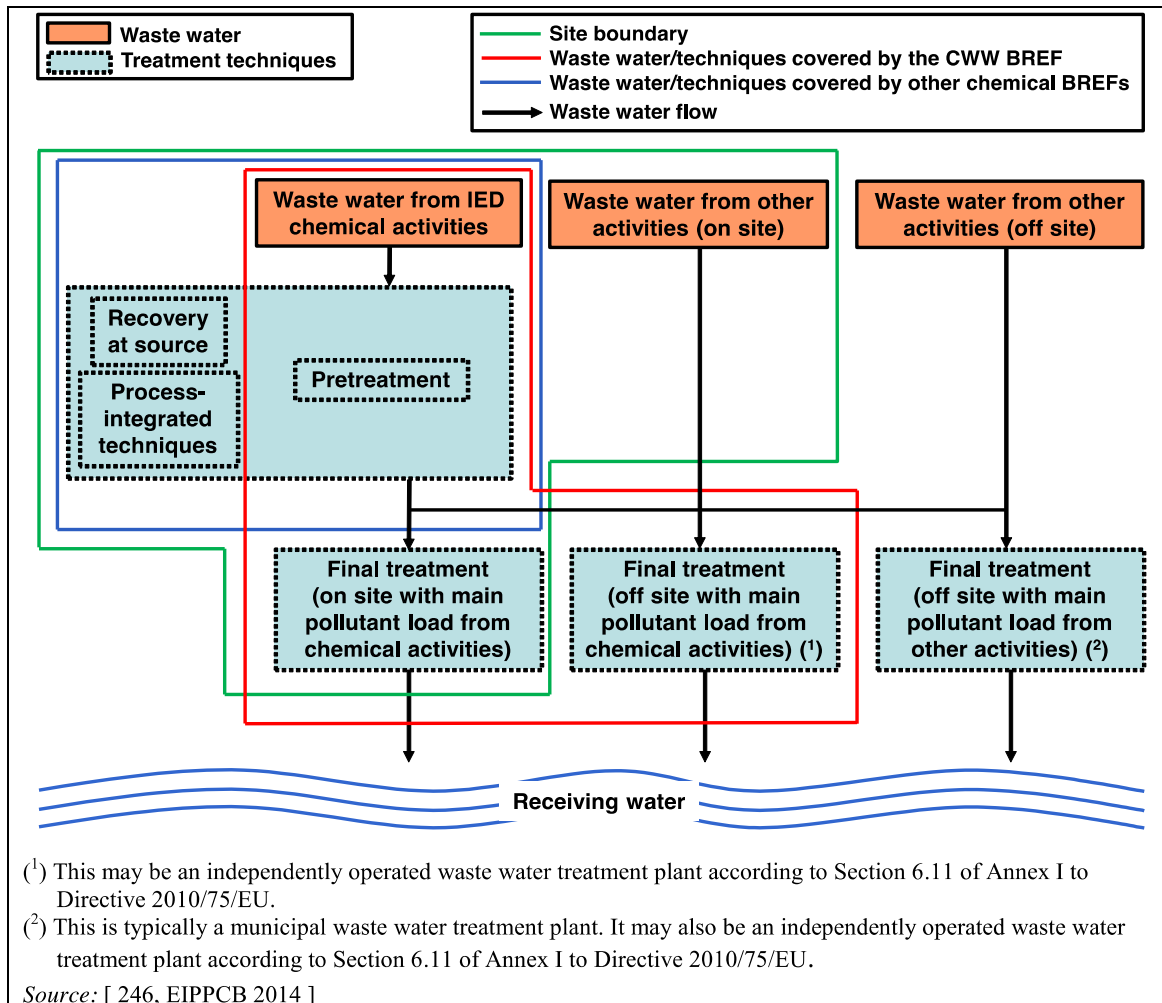 Waste water
Treatment techniques
Site boundary
Waste water/techniques covered by the CWW BREF
Waste water/techniques covered by other chemical BREFs
Waste water flow
Waste water from IED
chemical activities
Waste water from other
activities (on site)
Waste water from other
activities (off site)
Recovery
at source
Process-
integrated
techniques
Pretreatment
Final treatment
(on site with main
pollutant load from
chemical activities)
Final treatment
(off site with main
pollutant load from
chemical activities) (¹)
Final treatment
(off site with main
pollutant load from
other activities) (²)
Receiving water
(¹) This may be an independently operated waste water treatment plant according to Section 6.11 of Annex I to
Directive 2010/75/EU.
(²) This is typically a municipal waste water treatment plant. It may also be an independently operated waste water
treatment plant according to Section 6.11 of Annex I to Directive 2010/75/EU.
Source: [ 246, EIPPCB 2014 ]